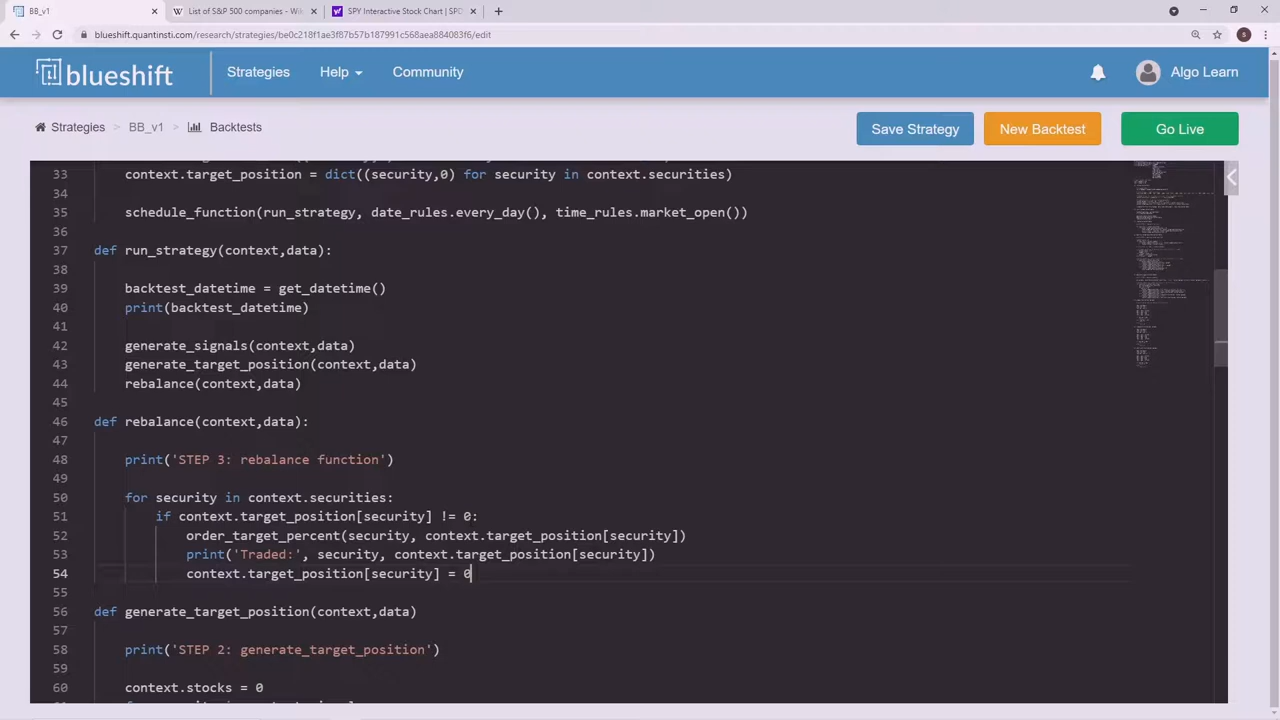 BB_v1
List of S&P 500 companies - Wik
SPY Interactive Stock Chart | SPD
blueshift.quantinsti.com/research/strategies/be0c218f1ae3f87b57b187991c568aea884083f6/edit
S
blueshift
Strategies
Help
Community
Algo Learn
Strategies > BB_v1 > Backtests
Save Strategy
New Backtest
Go Live
33 context.target_position = dict((security,0) for security in context.securities)
34
35 schedule_function(run_strategy, date_rules.every_day(), time_rules.market_open())
36
37 def run_strategy(context,data):
38
39 backtest_datetime = get_datetime()
40 print(backtest_datetime)
41
42 generate_signals(context,data)
43 generate_target_position(context,data)
44 rebalance(context,data)
45
46 def rebalance(context,data):
47
48 print('STEP 3: rebalance function')
49
50 for security in context.securities:
51 if context.target_position[security] != 0:
52 order_target_percent(security, context.target_position[security])
53 print('Traded:', security, context.target_position[security])
54 context.target_position[security] = 0
55
56 def generate_target_position(context,data)
57
58 print('STEP 2: generate_target_position')
59
60 context.stocks = 0